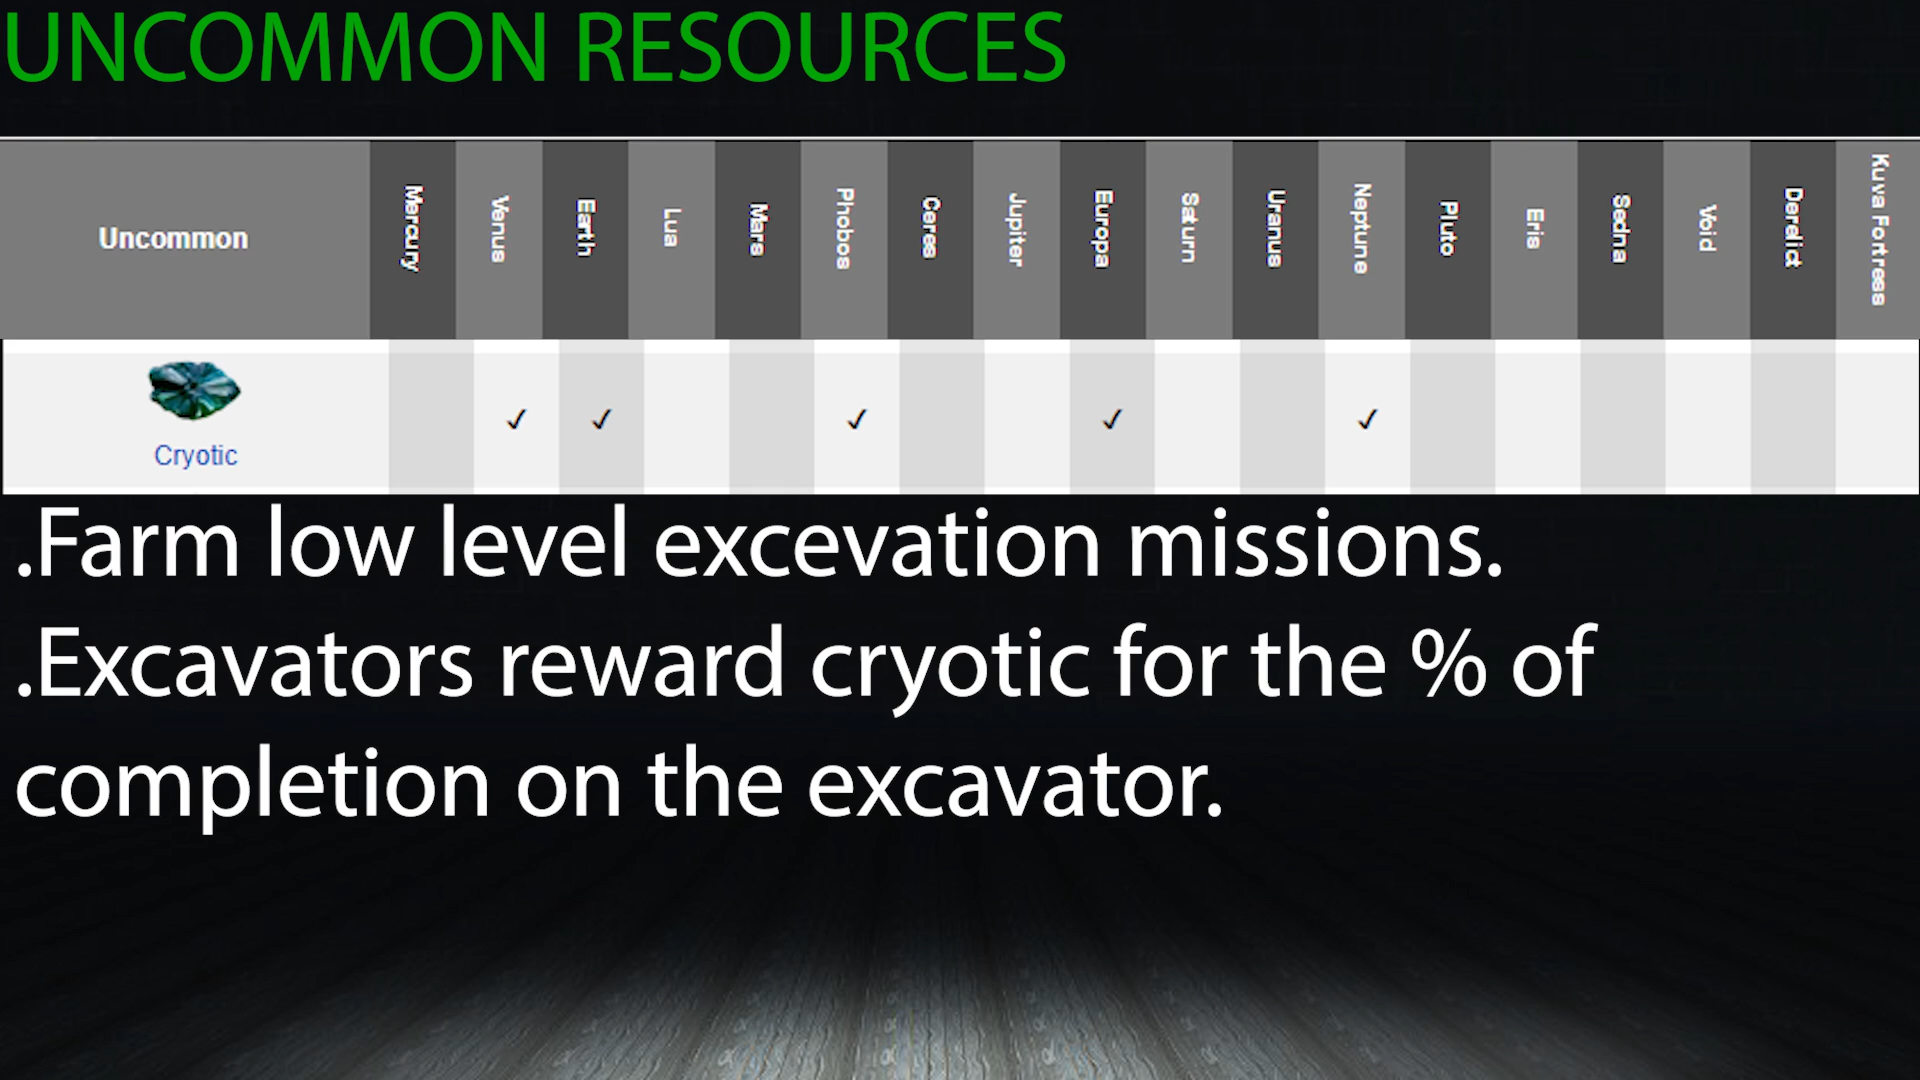 UNCOMMON RESOURCES
Uncommon Mercury Venus Earth Lua Mars Phobos Ceres Jupiter Europa Saturn Uranus Neptune Pluto Eris Sedna Void Derelict Kuva Fortress
✓ ✓ ✓ ✓ ✓
Cryotic
.Farm low level excevation missions.
.Excavators reward cryotic for the % of
completion on the excavator.